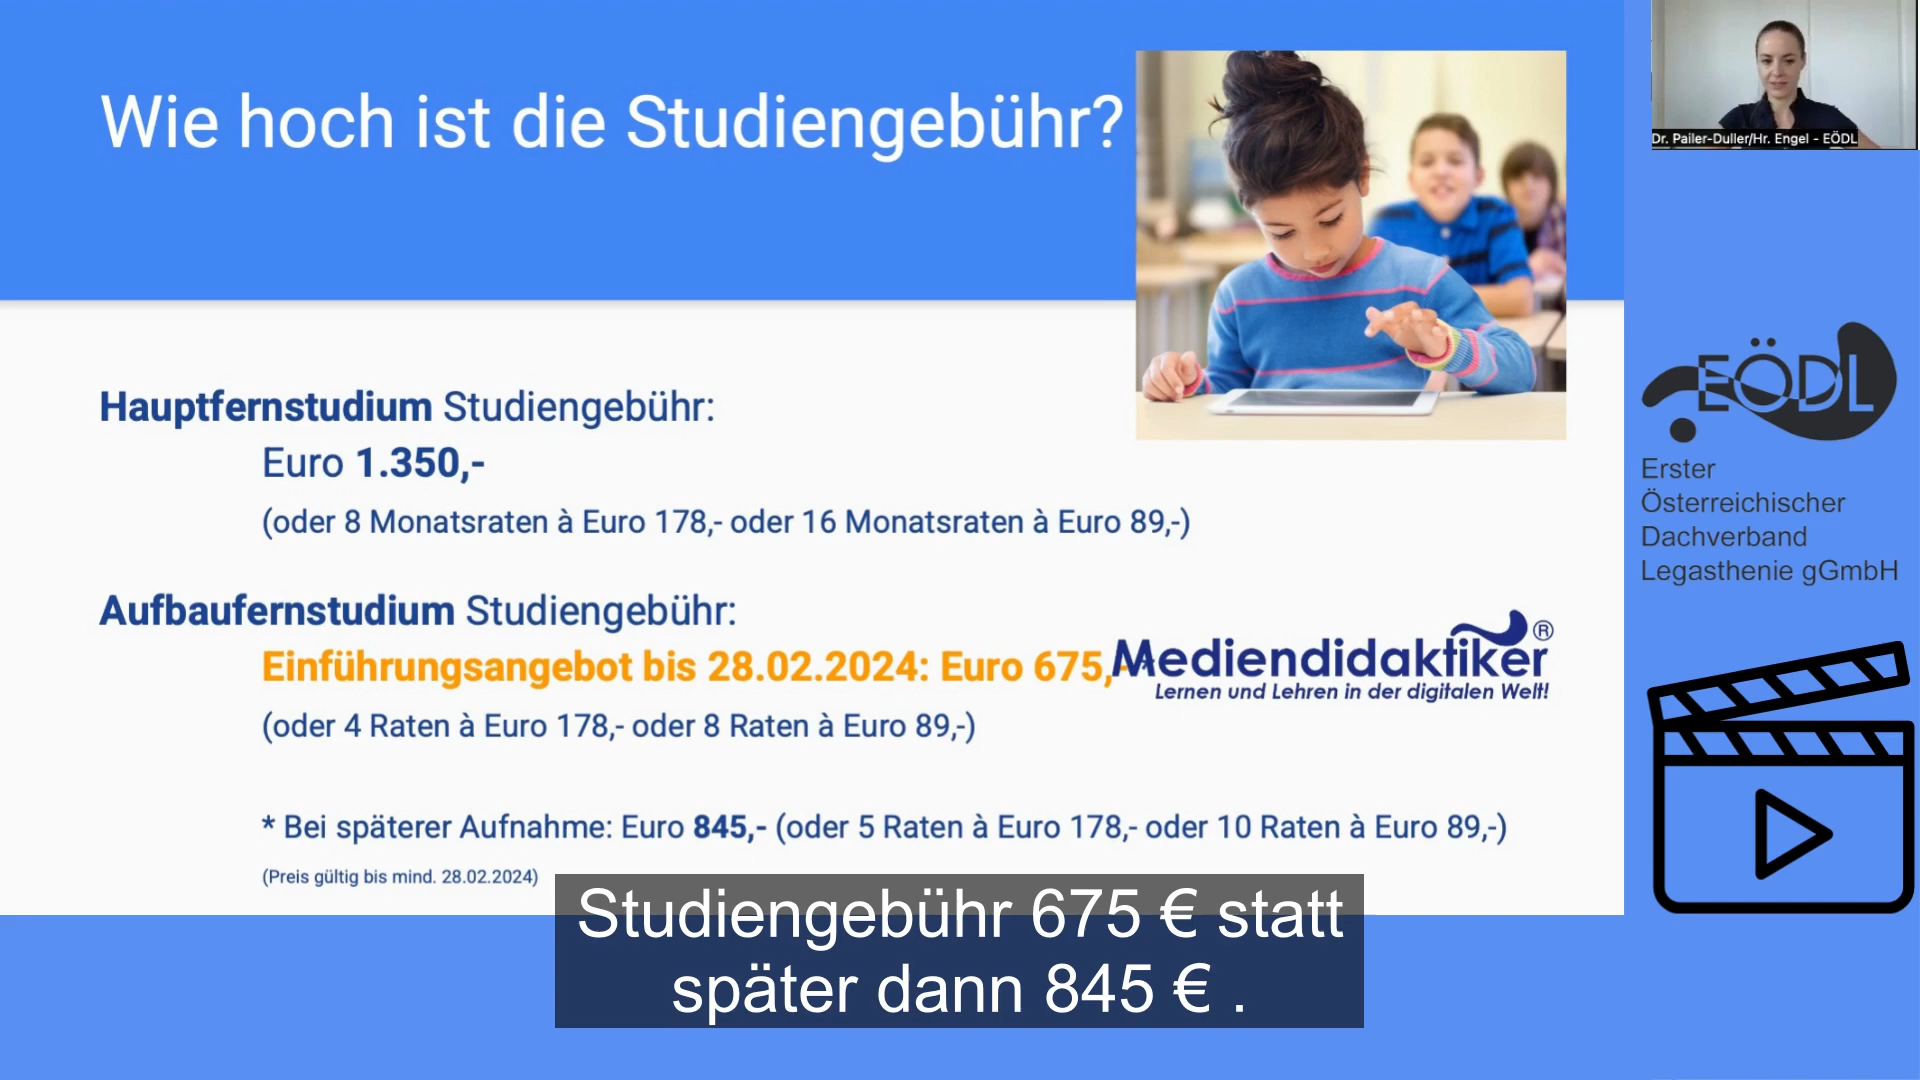 Wie hoch ist die Studiengebühr?
Dr. Pailer-Duller/Hr. Engel - EÖDL
Hauptfernstudium Studiengebühr:
Euro 1.350,-
(oder 8 Monatsraten à Euro 178,- oder 16 Monatsraten à Euro 89,-)
Aufbaufernstudium Studiengebühr:
Einführungsangebot bis 28.02.2024: Euro 675,-*
(oder 4 Raten à Euro 178,- oder 8 Raten à Euro 89,-)
* Bei späterer Aufnahme: Euro 845,- (oder 5 Raten à Euro 178,- oder 10 Raten à Euro 89,-)
(Preis gültig bis mind. 28.02.2024)
Mediendidaktiker®
Lernen und Lehren in der digitalen Welt!
EÖDL
Erster
Österreichischer
Dachverband
Legasthenie gGmbH
Studiengebühr 675 € statt
später dann 845 € .